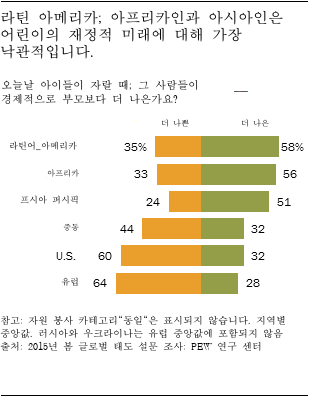 라틴 아메리카; 아프리카인과 아시아인은
어린이의 재정적 미래에 대해 가장
낙관적입니다.
오늘날 아이들이 자랄 때; 그 사람들이 __
경제적으로 부모보다 더 나은가요?
더 나쁜 더 나은
라틴어_아메리카 35% 58%
아프리카 33 56
프시아 퍼시픽 24 51
중동 44 32
U.S. 60 32
유럽 64 28
참고: 자원 봉사 카테고리“동일“은 표시되지 않습니다. 지역별
중앙값. 러시아와 우크라이나는 유럽 중앙값에 포함되지 않음
출처: 2015년 봄 글로벌 태도 설문 조사: PEW 연구 센터